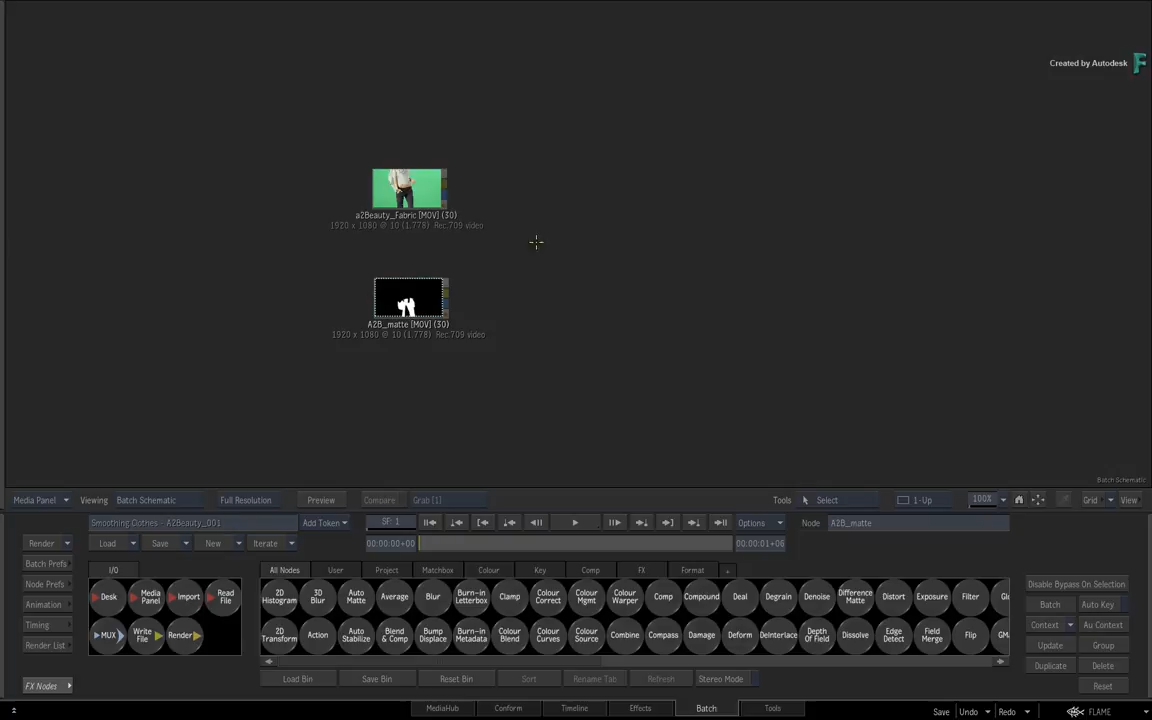 Created by Autodesk
a2Beauty_Fabric [MOV] (30)
1920 x 1080 @ 10 (1.778) Rec.709 video
A2B_matte [MOV] (30)
1920 x 1080 @ 10 (1.778) Rec.709 video
Batch Schematic
Media Panel Viewing Batch Schematic Full Resolution Preview Compare Grab [1] Tools Select 1-Up 100% Grid View
Smoothing Clothes - A2Beauty_001 Add Token SF: 1 Options Node A2B_matte
Render Load Save New Iterate 00:00:00+00 00:00:01+06
Batch Prefs I/O All Nodes User Project Matchbox Colour Key Comp FX Format +
Node Prefs Disable Bypass On Selection
Desk Media Panel Import Read File 2D Histogram 3D Blur Auto Matte Average Blur Burn-in Letterbox Clamp Colour Correct Colour Mgmt Colour Warper Comp Compound Deal Degrain Denoise Difference Matte Distort Exposure Filter
Animation Batch Auto Key
Timing Context Au Context
MUX Write File Render 2D Transform Action Auto Stabilize Blend & Comp Bump Displace Burn-in Metadata Colour Curves Colour Blend Colour Source Combine Compass Damage Deform DeInterlace Depth Of Field Dissolve Edge Detect Field Merge Flip
Render List Update Group
Duplicate Delete
Load Bin Save Bin Reset Bin Sort Rename Tab Refresh Stereo Mode
FX Nodes Reset
MediaHub Conform Timeline Effects Batch Tools Save Undo Redo FLAME